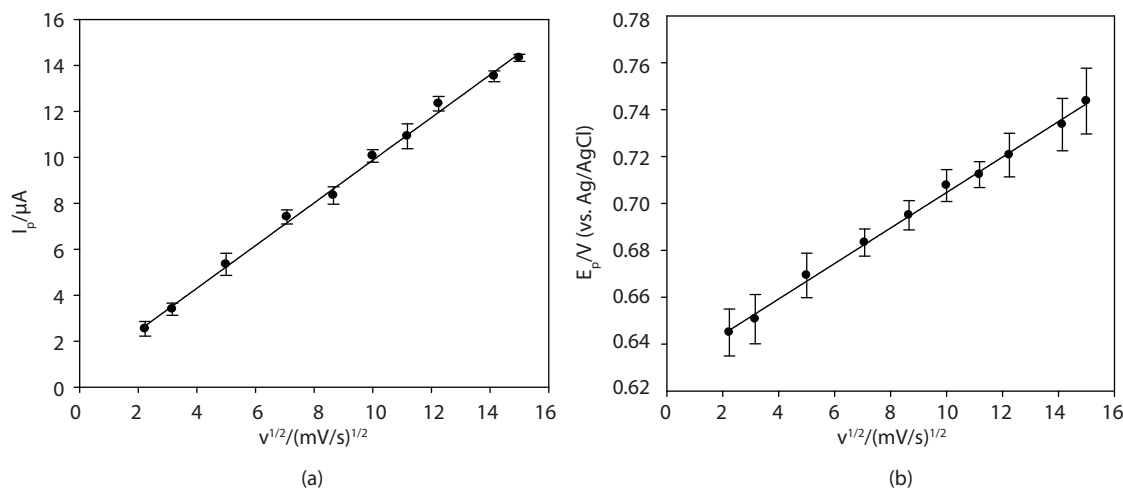 16
14
12
10
8
6
4
2
0
I_p/µA
0 2 4 6 8 10 12 14 16
v^{1/2}/(mV/s)^{1/2}
(a)
0.78
0.76
0.74
0.72
0.70
0.68
0.66
0.64
0.62
E_p/V (vs. Ag/AgCl)
0 2 4 6 8 10 12 14 16
v^{1/2}/(mV/s)^{1/2}
(b)